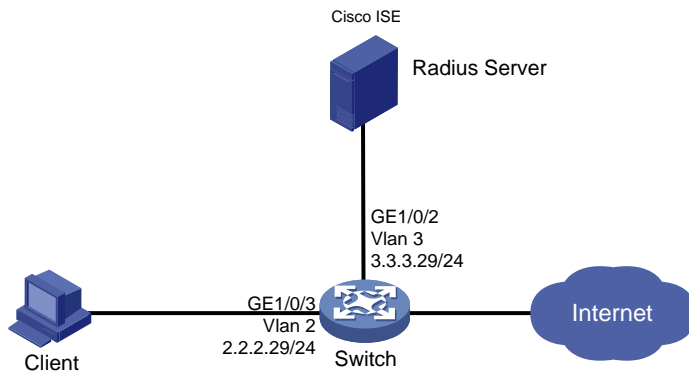 Cisco ISE
Radius Server
GE1/0/2
Vlan 3
3.3.3.29/24
GE1/0/3
Vlan 2
2.2.2.29/24
Client
Switch
Internet